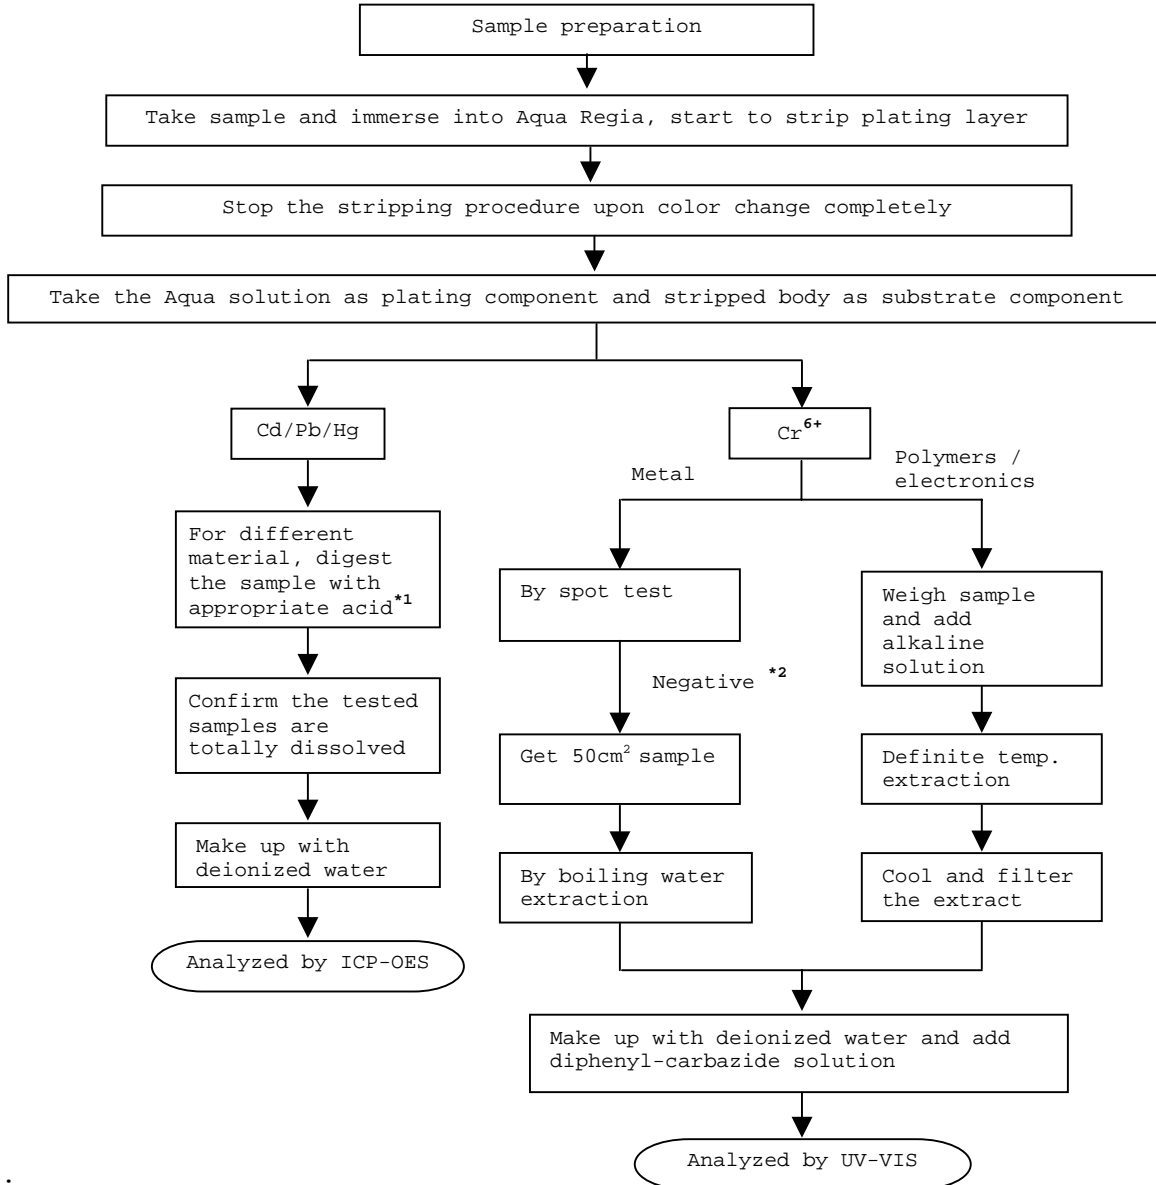 Sample preparation
Take sample and immerse into Aqua Regia, start to strip plating layer
Stop the stripping procedure upon color change completely
Take the Aqua solution as plating component and stripped body as substrate component
Cd/Pb/Hg
Cr6+
Metal
Polymers /
electronics
For different
material, digest
the sample with
appropriate acid*1
By spot test
Weigh sample
and add
alkaline
solution
Negative *2
Confirm the tested
samples are
totally dissolved
Get 50cm2 sample
Definite temp.
extraction
Make up with
deionized water
By boiling water
extraction
Cool and filter
the extract
Analyzed by ICP-OES
Make up with deionized water and add
diphenyl-carbazide solution
Analyzed by UV-VIS
.